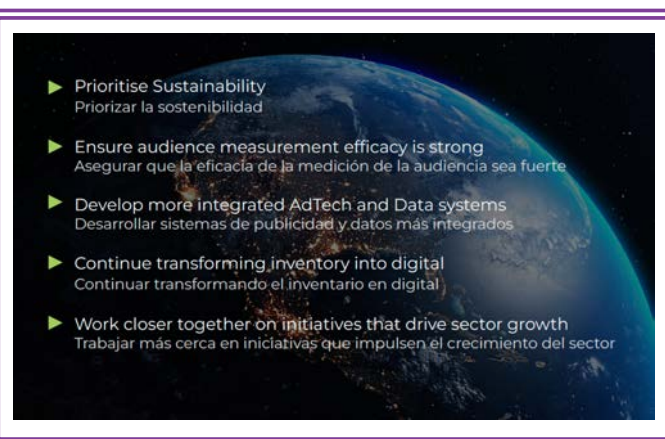 Prioritise Sustainability
Priorizar la sostenibilidad
Ensure audience measurement efficacy is strong
Asegurar que la eficacia de la medición de la audiencia sea fuerte
Develop more integrated AdTech and Data systems
Desarrollar sistemas de publicidad y datos más integrados
Continue transforming inventory into digital
Continuar transformando el inventario en digital
Work closer together on initiatives that drive sector growth
Trabajar más cerca en iniciativas que impulsen el crecimiento del sector